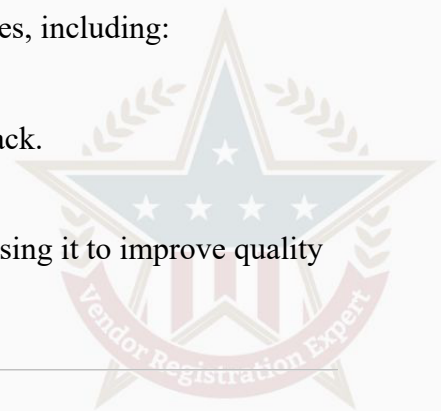 es, including:
ack.
sing it to improve quality
Vendor Registration Expert